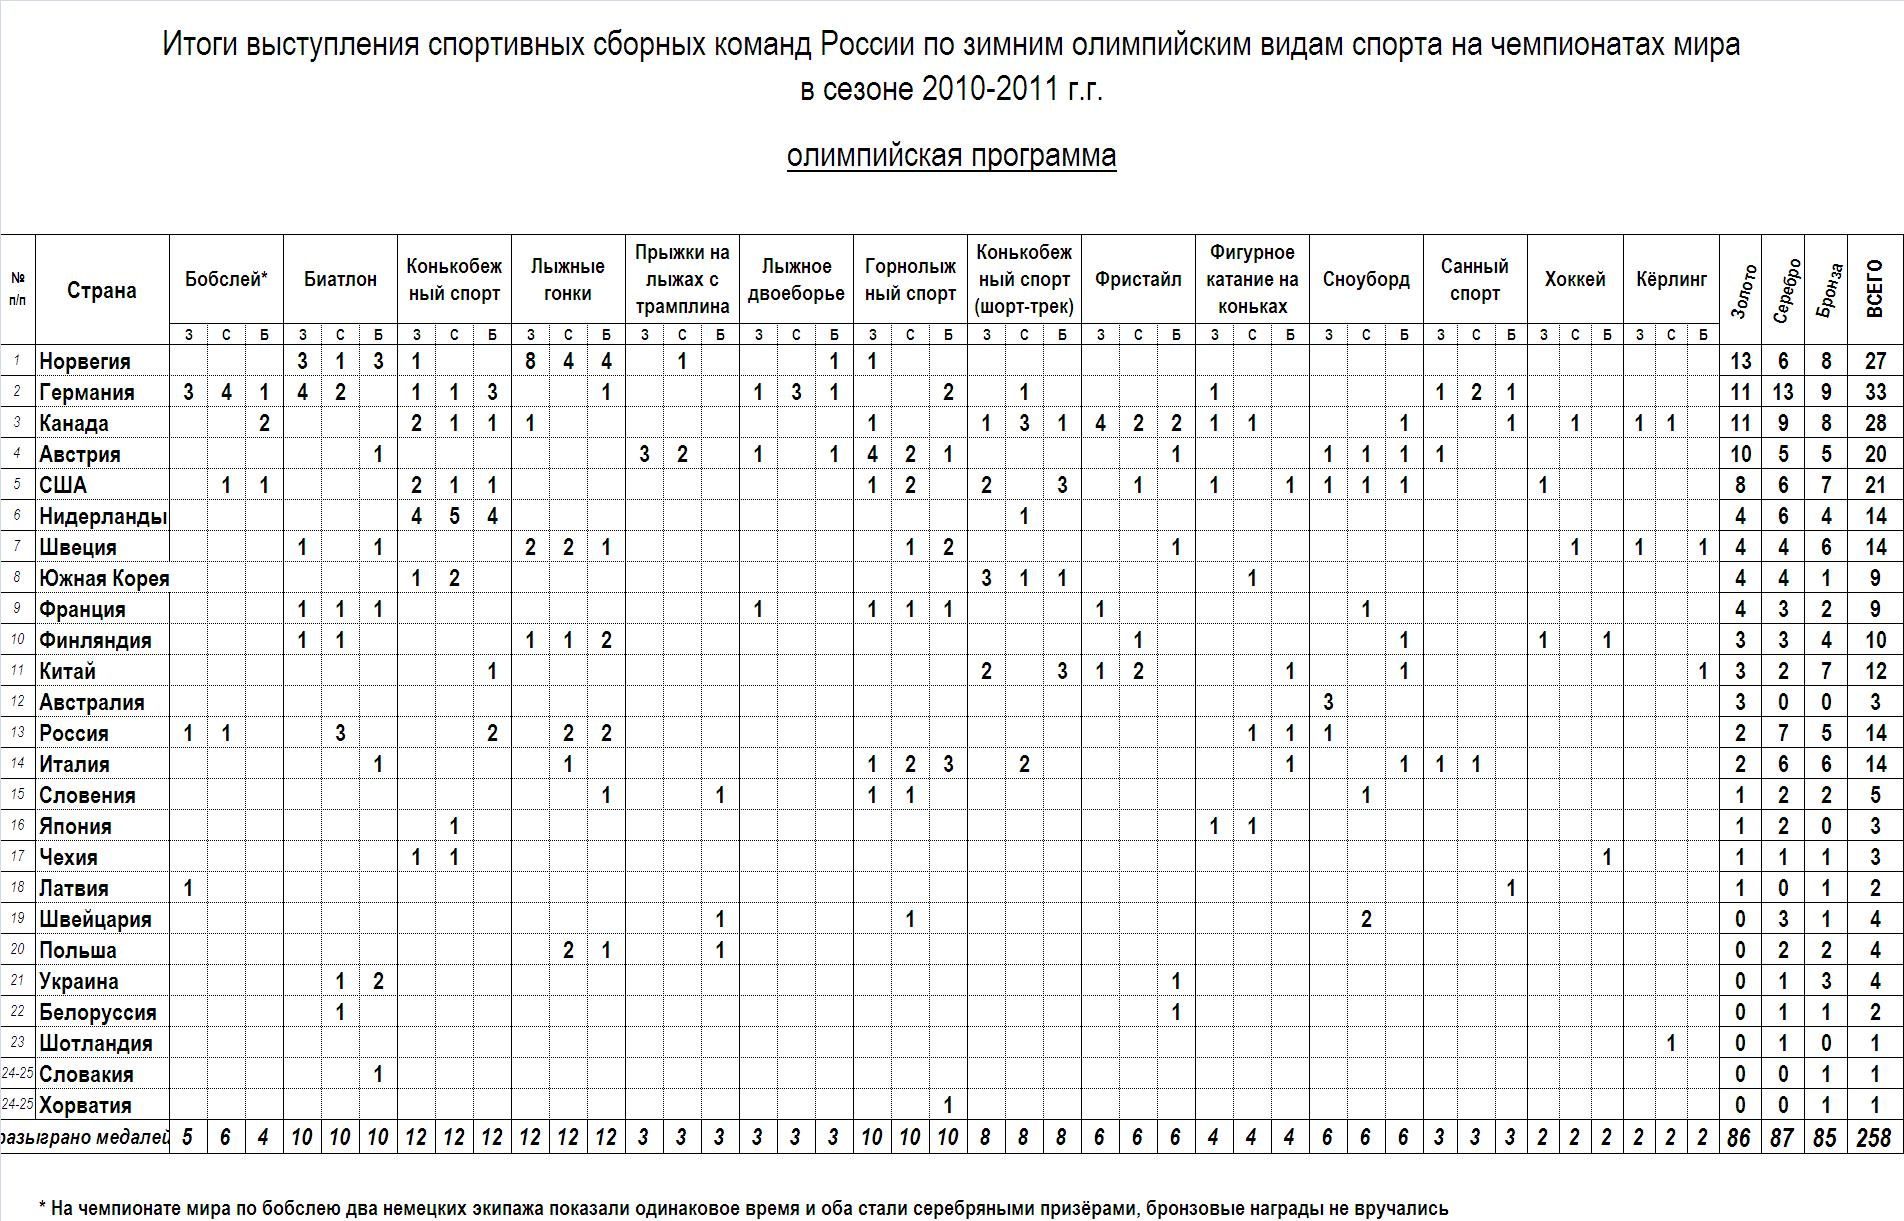 Итоги выступления спортивных сборных команд России по зимним олимпийским видам спорта на чемпионатах мира
в сезоне 2010-2011 г.г.
олимпийская программа
№ п/п Страна Бобслей* Биатлон Конькобеж ный спорт Лыжные гонки Прыжки на лыжах с трамплина Лыжное двоеборье Горнолыж ный спорт Конькобеж ный спорт (шорт-трек) Фристайл Фигурное катание на коньках Сноуборд Санный спорт Хоккей Кёрлинг Золото Серебро Бронза ВСЕГО
З С Б З С Б З С Б З С Б З С Б З С Б З С Б З С Б З С Б З С Б З С Б З С Б З С Б З С Б
1 Норвегия 3 1 3 1 8 4 4 1 1 1 13 6 8 27
2 Германия 3 4 1 4 2 1 1 3 1 1 3 1 2 1 1 1 2 1 11 13 9 33
3 Канада 2 2 1 1 1 1 1 3 1 4 2 2 1 1 1 1 1 1 1 11 9 8 28
4 Австрия 1 3 2 1 1 4 2 1 1 1 1 1 1 10 5 5 20
5 США 1 1 2 1 1 1 2 2 3 1 1 1 1 1 1 1 8 6 7 21
6 Нидерланды 4 5 4 1 4 6 4 14
7 Швеция 1 1 2 2 1 1 2 1 1 1 1 4 4 6 14
8 Южная Корея 1 2 3 1 1 1 4 4 1 9
9 Франция 1 1 1 1 1 1 1 1 1 4 3 2 9
10 Финляндия 1 1 1 1 2 1 1 1 1 3 3 4 10
11 Китай 1 2 3 1 2 1 1 1 3 2 7 12
12 Австралия 3 3 0 0 3
13 Россия 1 1 3 2 2 2 1 1 1 2 7 5 14
14 Италия 1 1 1 2 3 2 1 1 1 1 2 6 6 14
15 Словения 1 1 1 1 1 1 2 2 5
16 Япония 1 1 1 1 2 0 3
17 Чехия 1 1 1 1 1 1 3
18 Латвия 1 1 1 0 1 2
19 Швейцария 1 1 2 0 3 1 4
20 Польша 2 1 1 0 2 2 4
21 Украина 1 2 1 0 1 3 4
22 Белоруссия 1 1 0 1 1 2
23 Шотландия 1 0 1 0 1
24-25 Словакия 1 0 0 1 1
24-25 Хорватия 1 0 0 1 1
разыграно медалей 5 6 4 10 10 10 12 12 12 12 12 12 3 3 3 3 3 3 10 10 10 8 8 8 6 6 6 4 4 4 6 6 6 3 3 3 2 2 2 2 2 2 86 87 85 258
* На чемпионате мира по бобслею два немецких экипажа показали одинаковое время и оба стали серебряными призёрами, бронзовые награды не вручались